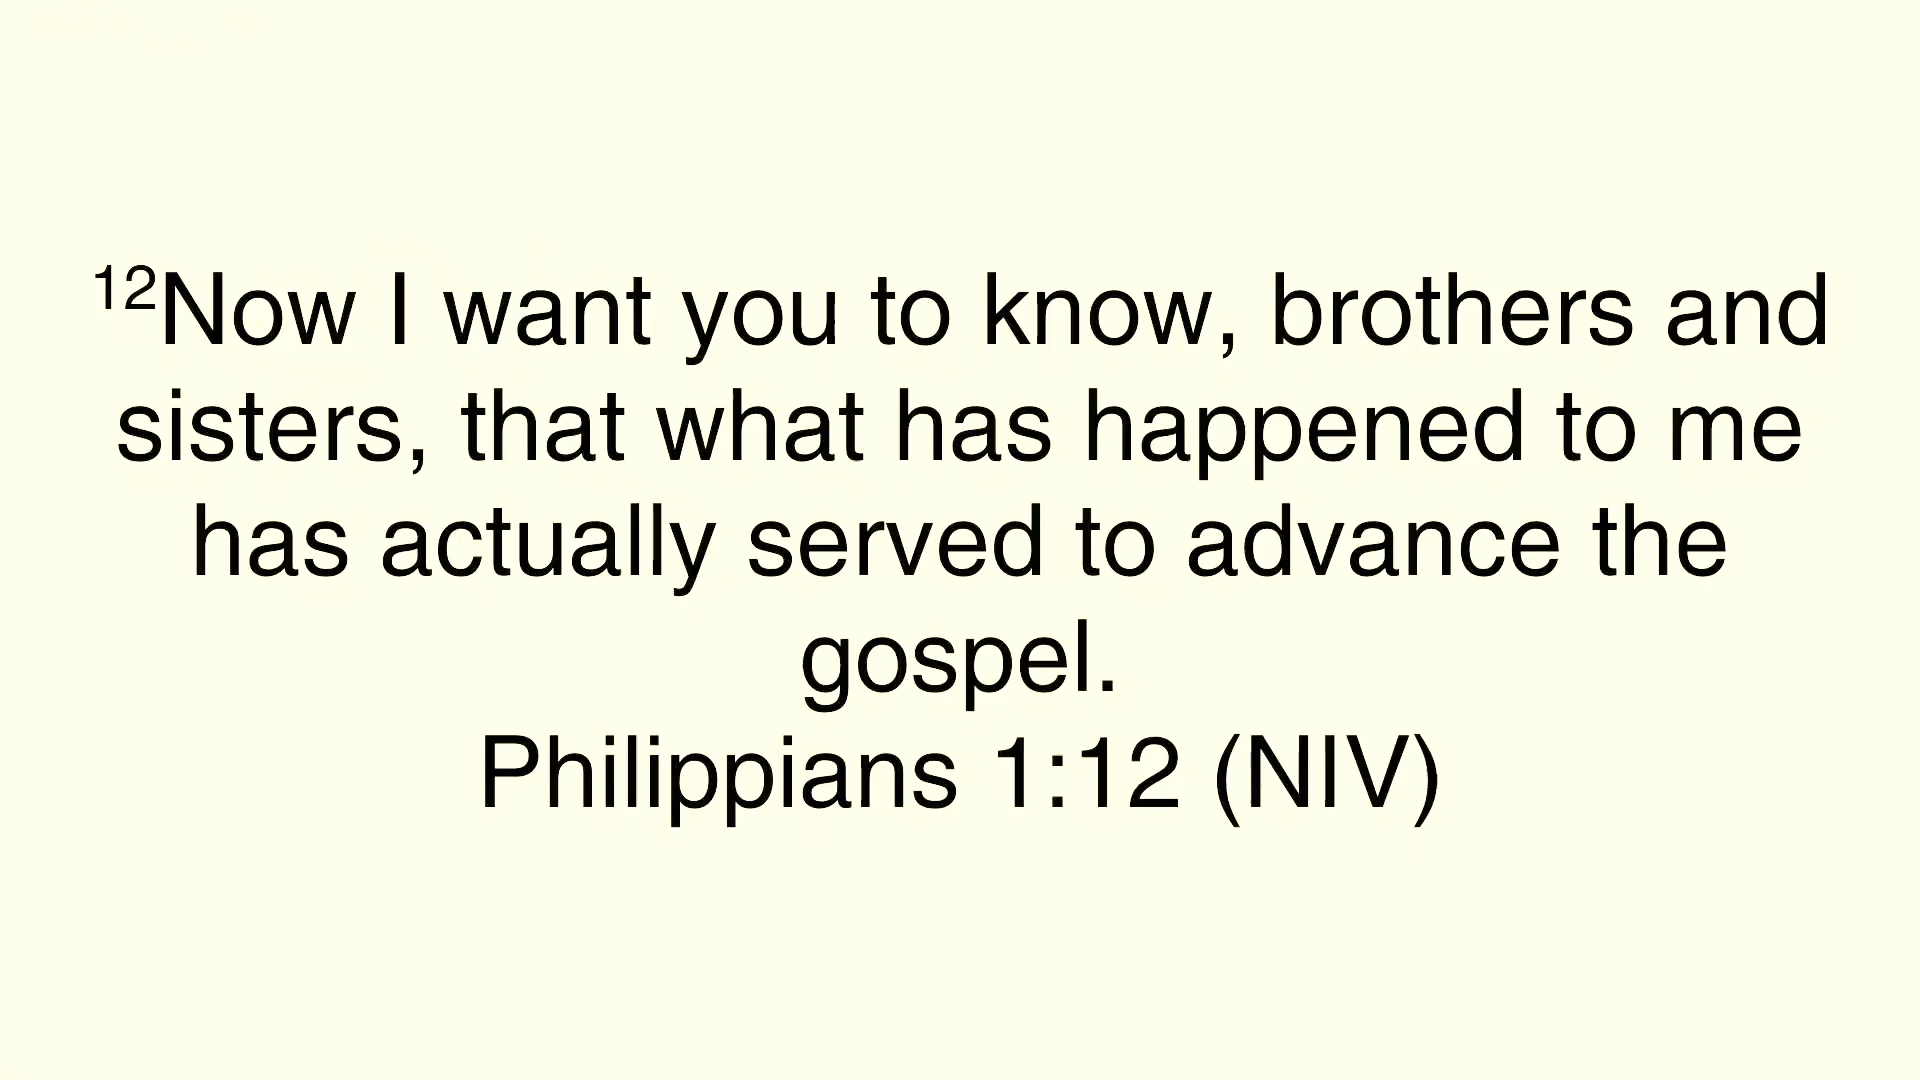 ¹²Now I want you to know, brothers and
sisters, that what has happened to me
has actually served to advance the
gospel.
Philippians 1:12 (NIV)